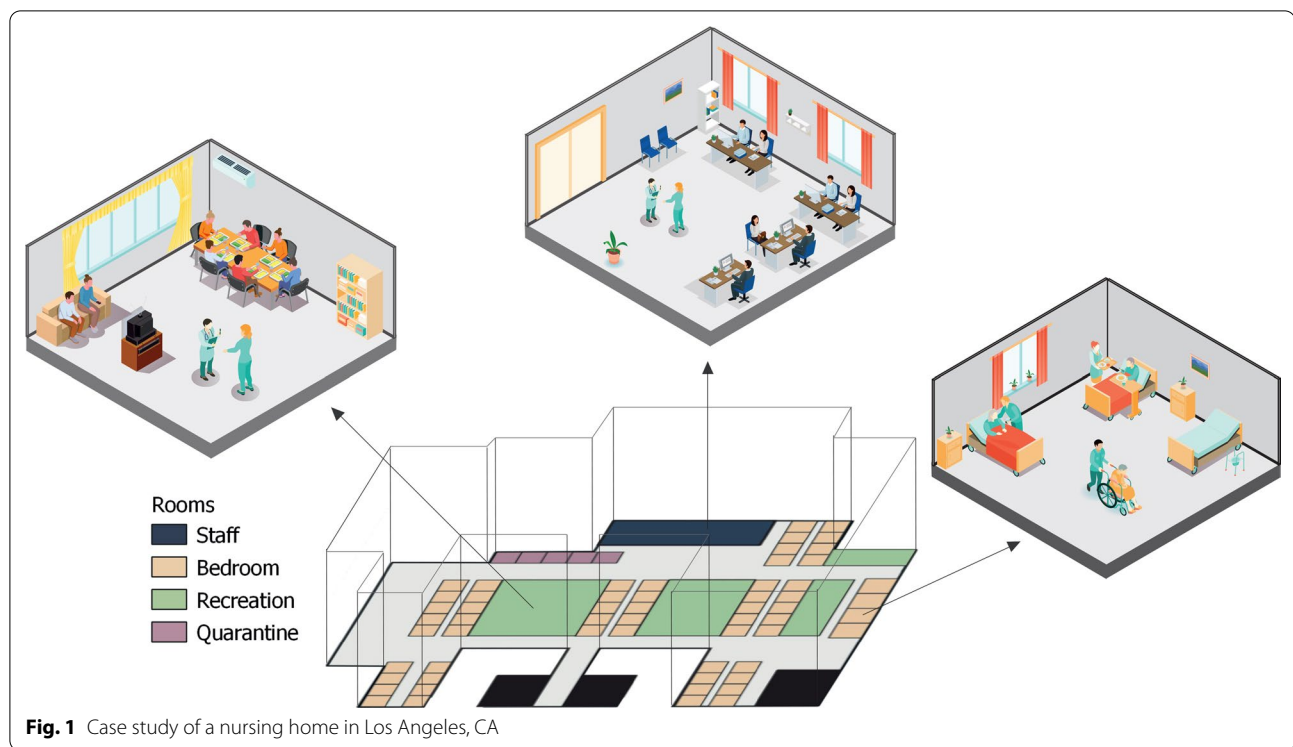 Rooms
Staff
Bedroom
Recreation
Quarantine
Fig. 1 Case study of a nursing home in Los Angeles, CA